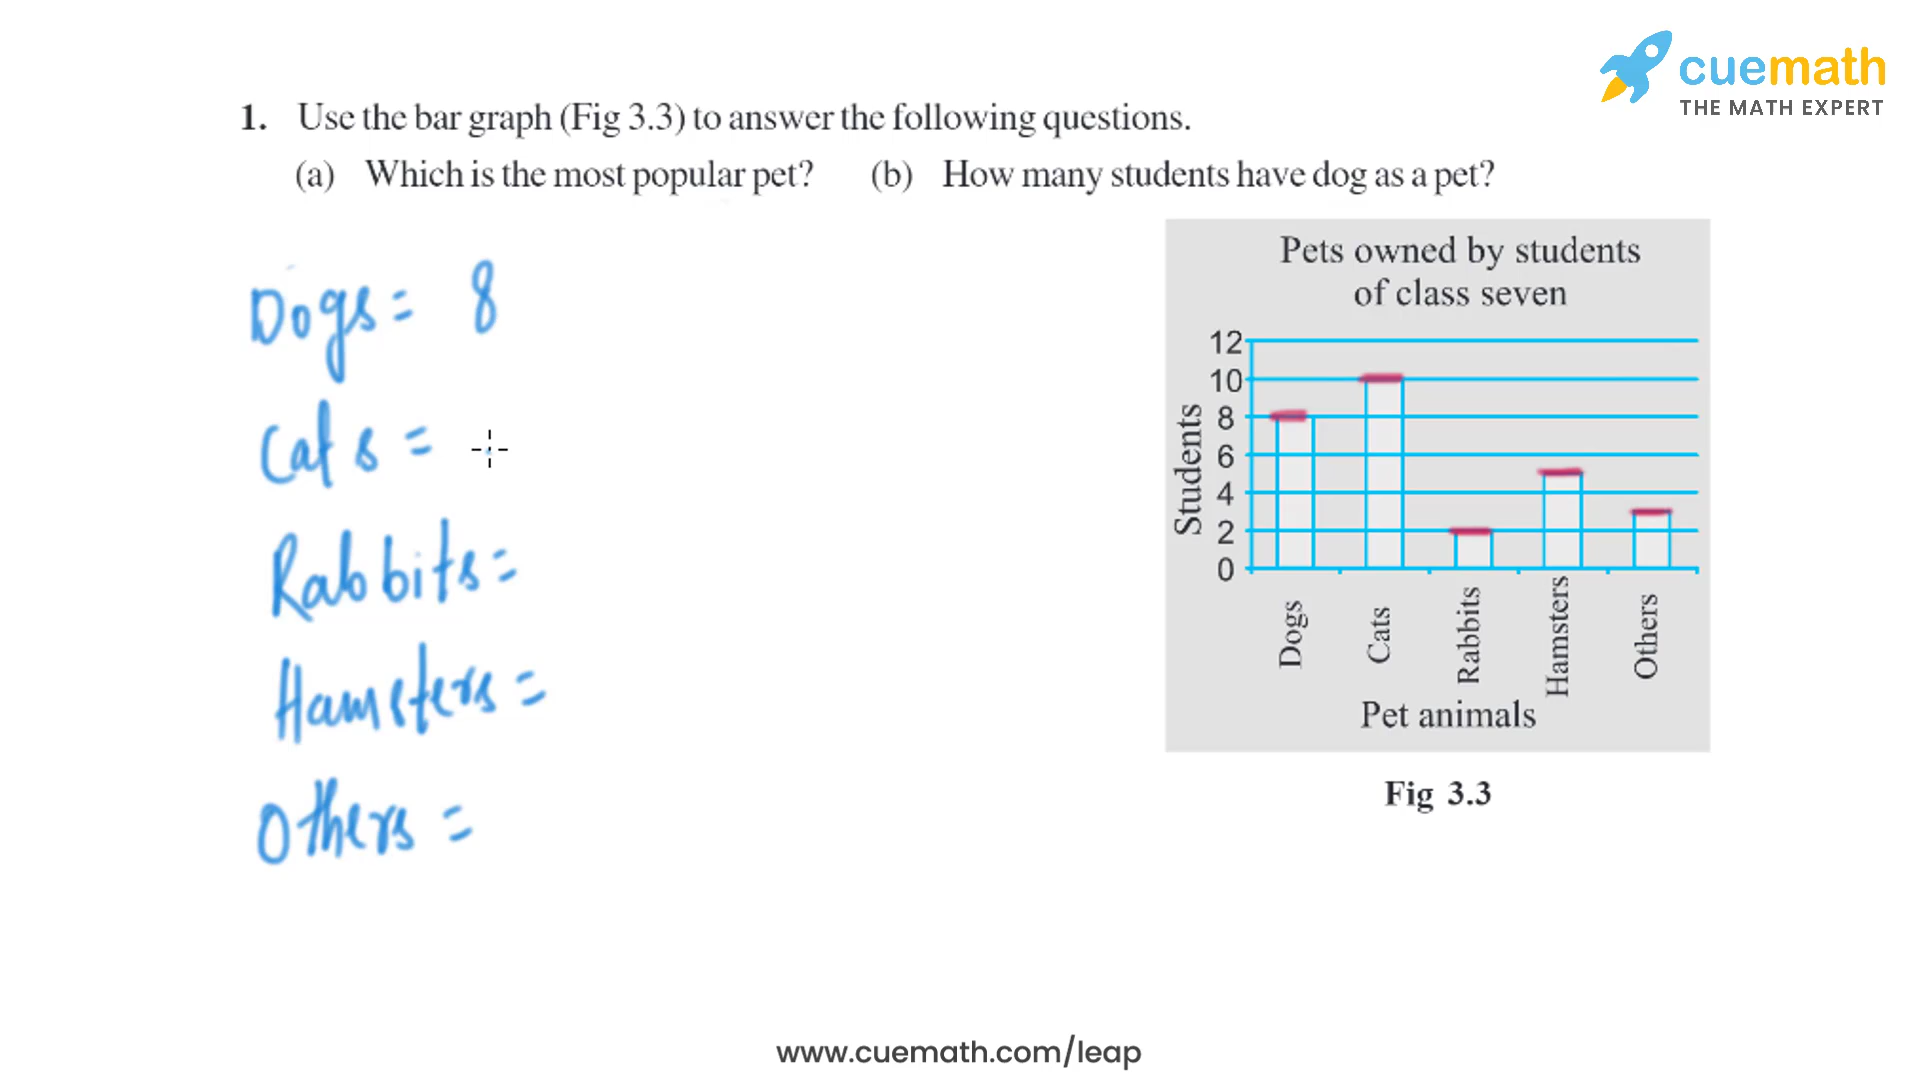 cuemath
THE MATH EXPERT
1. Use the bar graph (Fig 3.3) to answer the following questions.
(a) Which is the most popular pet? (b) How many students have dog as a pet?
Dogs = 8
Cats =
Rabbits =
Hamsters =
Others =
Pets owned by students
of class seven
12
10
8
6
4
2
0
Students
Dogs
Cats
Rabbits
Hamsters
Others
Pet animals
Fig 3.3
www.cuemath.com/leap